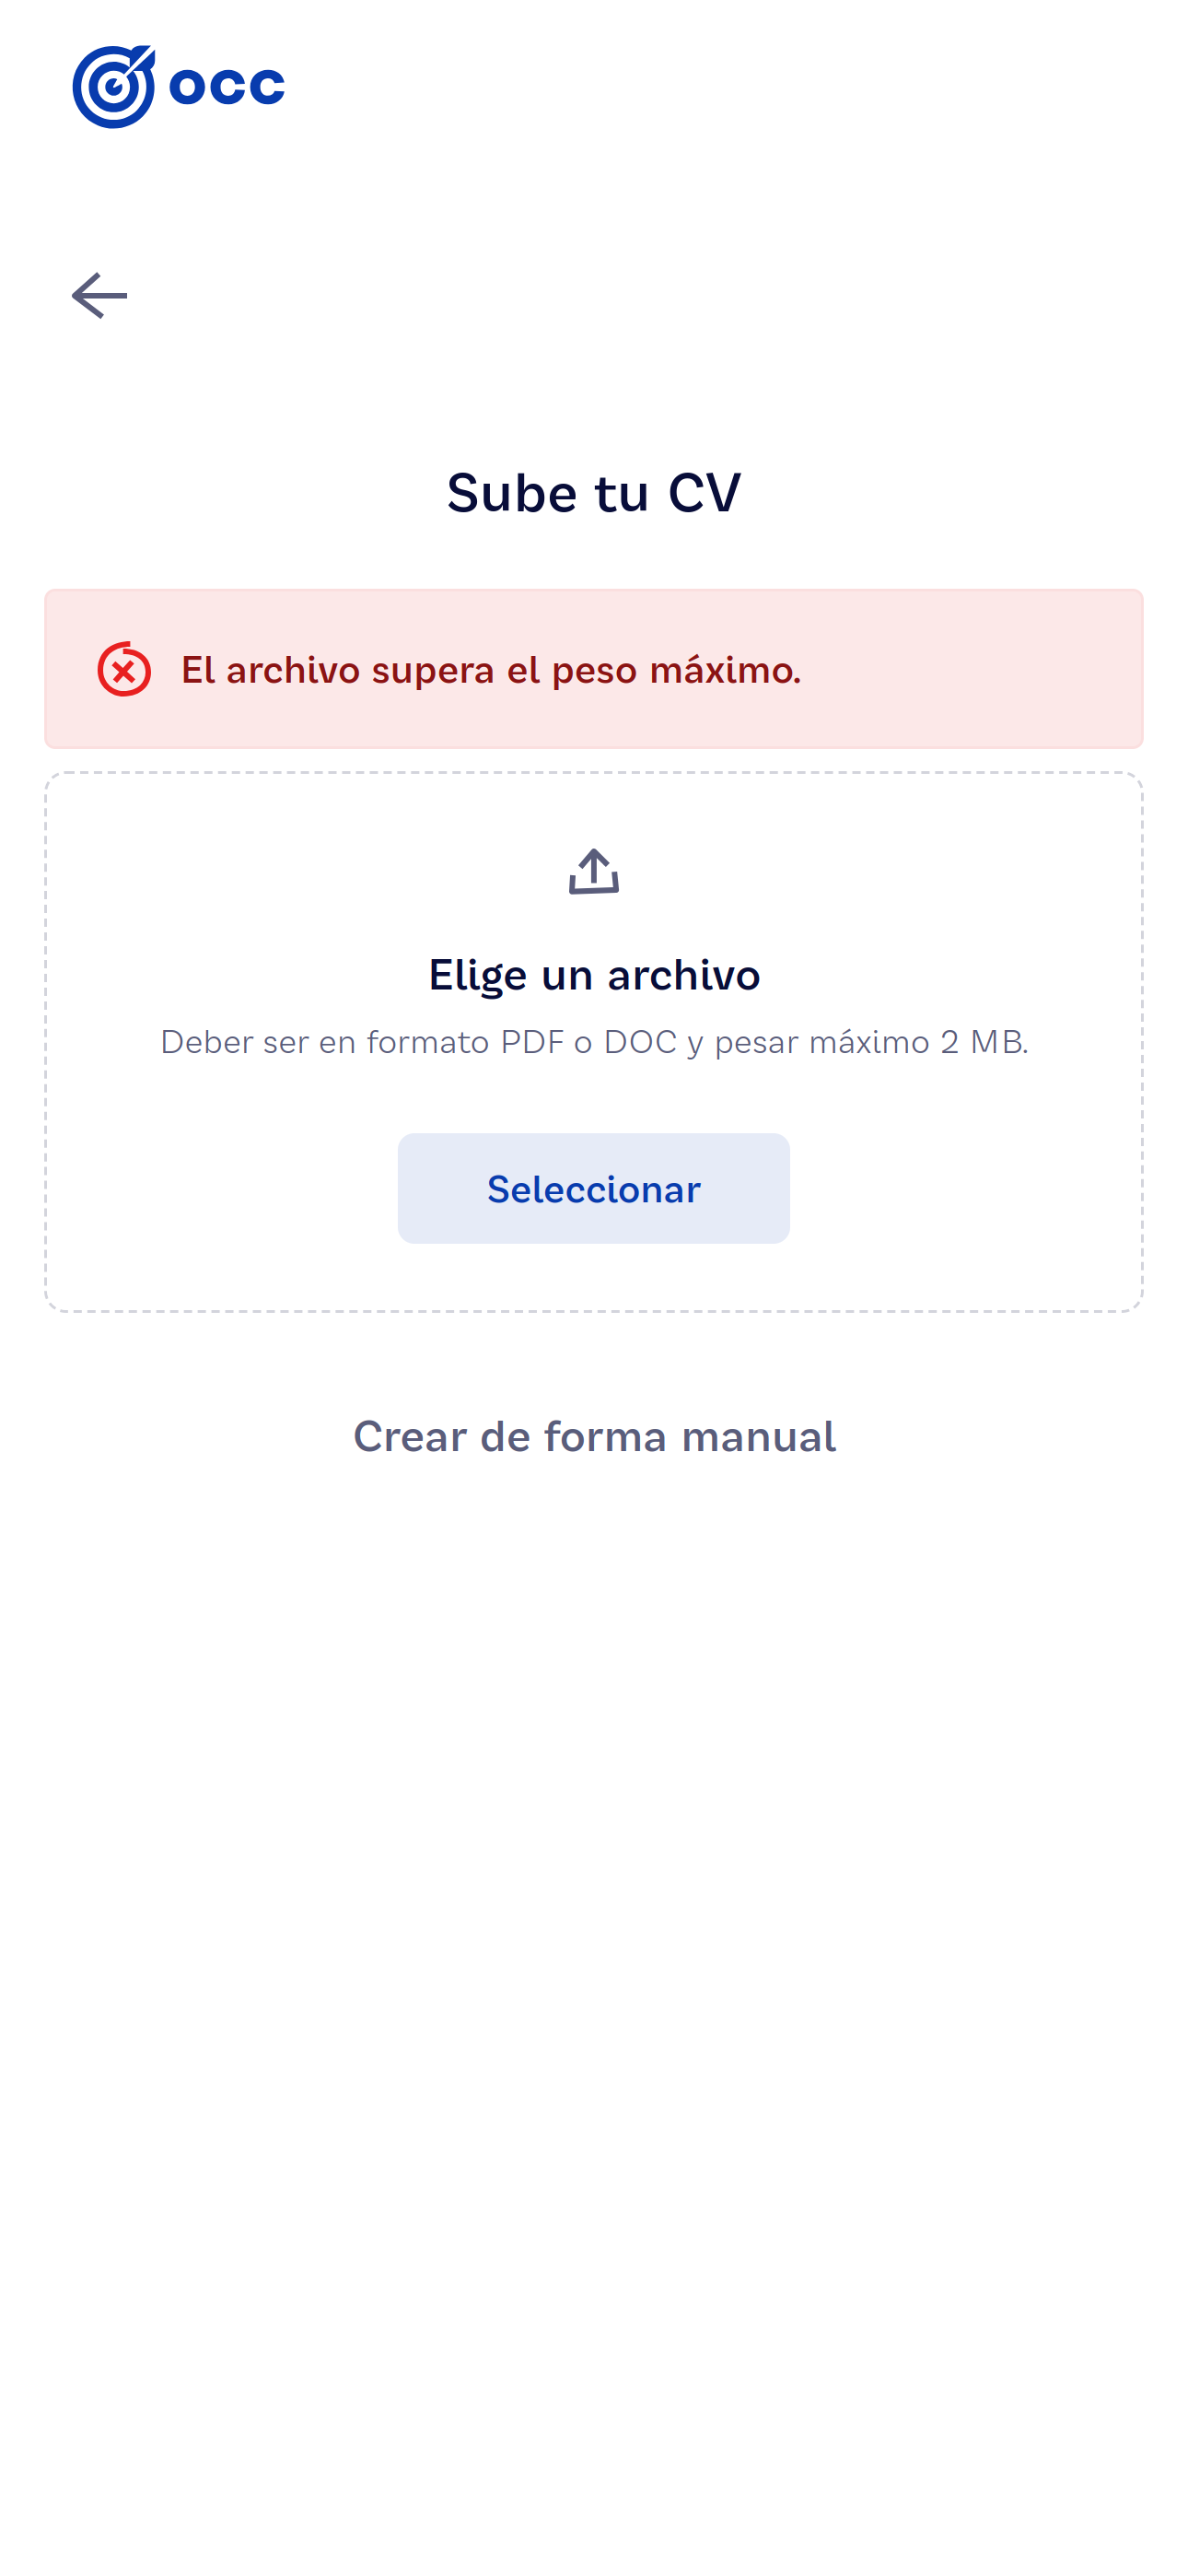 occ
Sube tu CV
El archivo supera el peso máximo.
Elige un archivo
Deber ser en formato PDF o DOC y pesar máximo 2 MB.
Seleccionar
Crear de forma manual